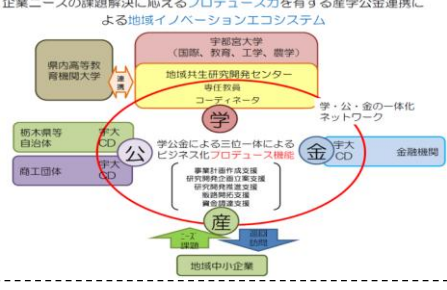 企業ニーズの課題解決に応えるプロデュース力を有する産学公金連携に
よる地域イノベーションエコシステム
宇都宮大学
(国際、教育、工学、農学)
県内高等教
育機関大学
連
携
地域共生研究開発センター
専任教員
コーディネータ
学
学・公・金の一体化
ネットワーク
栃木県等
自治体
宇大
CD
商工団体
宇大
CD
公
学公金による三位一体による
ビジネス化プロデュース機能
金
宇大
CD
金融機関
事業計画作成支援
研究開発企画立案支援
研究開発推進支援
販路開拓支援
資金調達支援
産
ニーズ
課題
巡回
訪問
地域中小企業